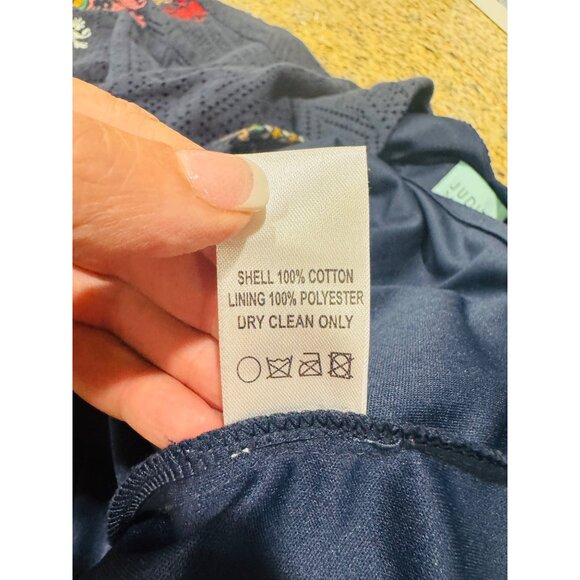 SHELL 100% COTTON
LINING 100% POLYESTER
DRY CLEAN ONLY